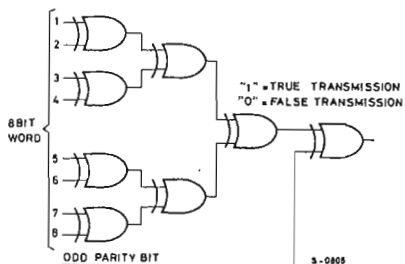 1
2
3
4
8BIT
WORD
5
6
7
8
"1" = TRUE TRANSMISSION
"0" = FALSE TRANSMISSION
ODD PARITY BIT
S-0805